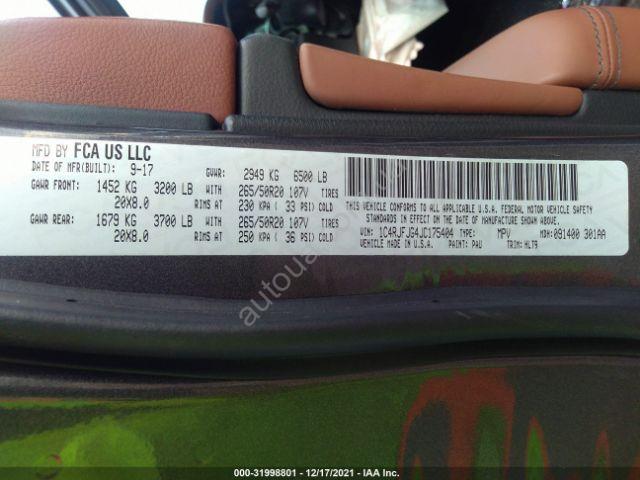 MFD BY FCA US LLC
DATE OF MFR(BUILT): 9-17 GVWR: 2949 KG 6500 LB
GAWR FRONT: 1452 KG 3200 LB WITH 265/50R20 107V TIRES
20X8.0 RIMS AT 230 KPA ( 33 PSI) COLD
GAWR REAR: 1679 KG 3700 LB WITH 265/50R20 107V TIRES
20X8.0 RIMS AT 250 KPA ( 36 PSI) COLD
THIS VEHICLE CONFORMS TO ALL APPLICABLE U.S.A. FEDERAL MOTOR VEHICLE SAFETY
STANDARDS IN EFFECT ON THE DATE OF MANUFACTURE SHOWN ABOVE.
VIN: 1C4RJFJG4JC175404 TYPE: MPV MDH:091400 301AA
VEHICLE MADE IN U.S.A. PAINT: PAU TRIM: HLT9
autoua
000-31998801 - 12/17/2021 - IAA Inc.